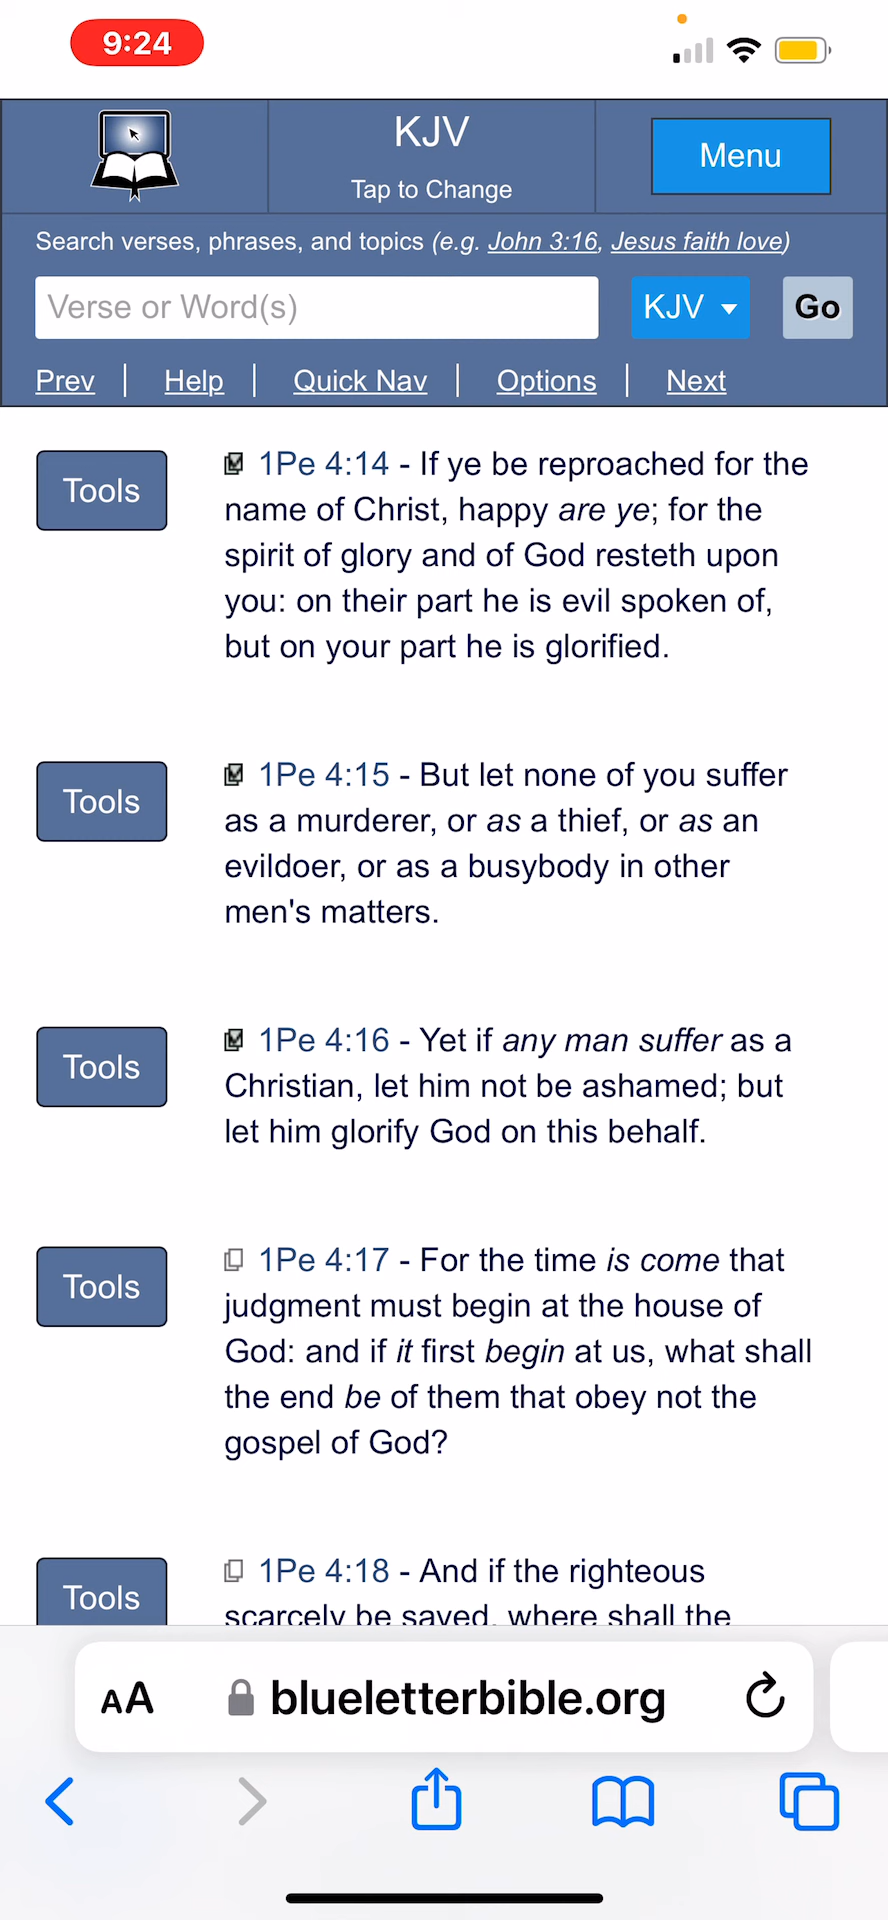 9:24
KJV
Tap to Change
Menu
Search verses, phrases, and topics (e.g. John 3:16, Jesus faith love)
Verse or Word(s)
KJV
Go
Prev | Help | Quick Nav | Options | Next
Tools
1Pe 4:14 - If ye be reproached for the
name of Christ, happy are ye; for the
spirit of glory and of God resteth upon
you: on their part he is evil spoken of,
but on your part he is glorified.
Tools
1Pe 4:15 - But let none of you suffer
as a murderer, or as a thief, or as an
evildoer, or as a busybody in other
men's matters.
Tools
1Pe 4:16 - Yet if any man suffer as a
Christian, let him not be ashamed; but
let him glorify God on this behalf.
Tools
1Pe 4:17 - For the time is come that
judgment must begin at the house of
God: and if it first begin at us, what shall
the end be of them that obey not the
gospel of God?
Tools
1Pe 4:18 - And if the righteous
scarcely be saved, where shall the
AA
blueletterbible.org